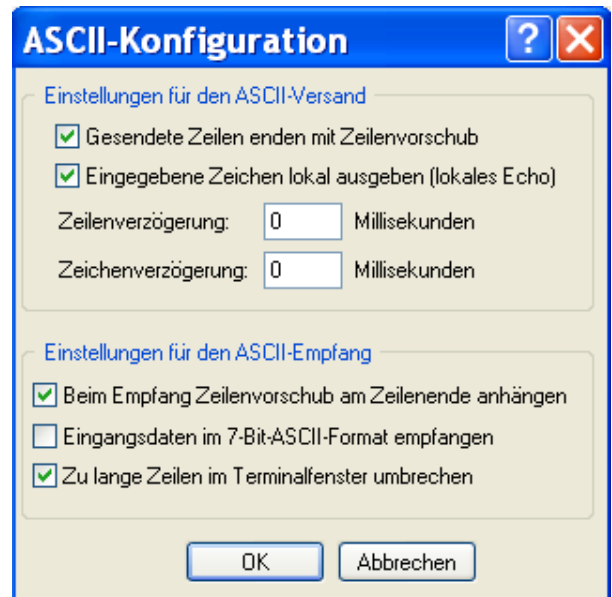 ASCII-Konfiguration ?
Einstellungen für den ASCII-Versand
Gesendete Zeilen enden mit Zeilenvorschub
Eingegebene Zeichen lokal ausgeben (lokales Echo)
Zeilenverzögerung: 0 Millisekunden
Zeichenverzögerung: 0 Millisekunden
Einstellungen für den ASCII-Empfang
Beim Empfang Zeilenvorschub am Zeilenende anhängen
Eingangsdaten im 7-Bit-ASCII-Format empfangen
Zu lange Zeilen im Terminalfenster umbrechen
OK Abbrechen